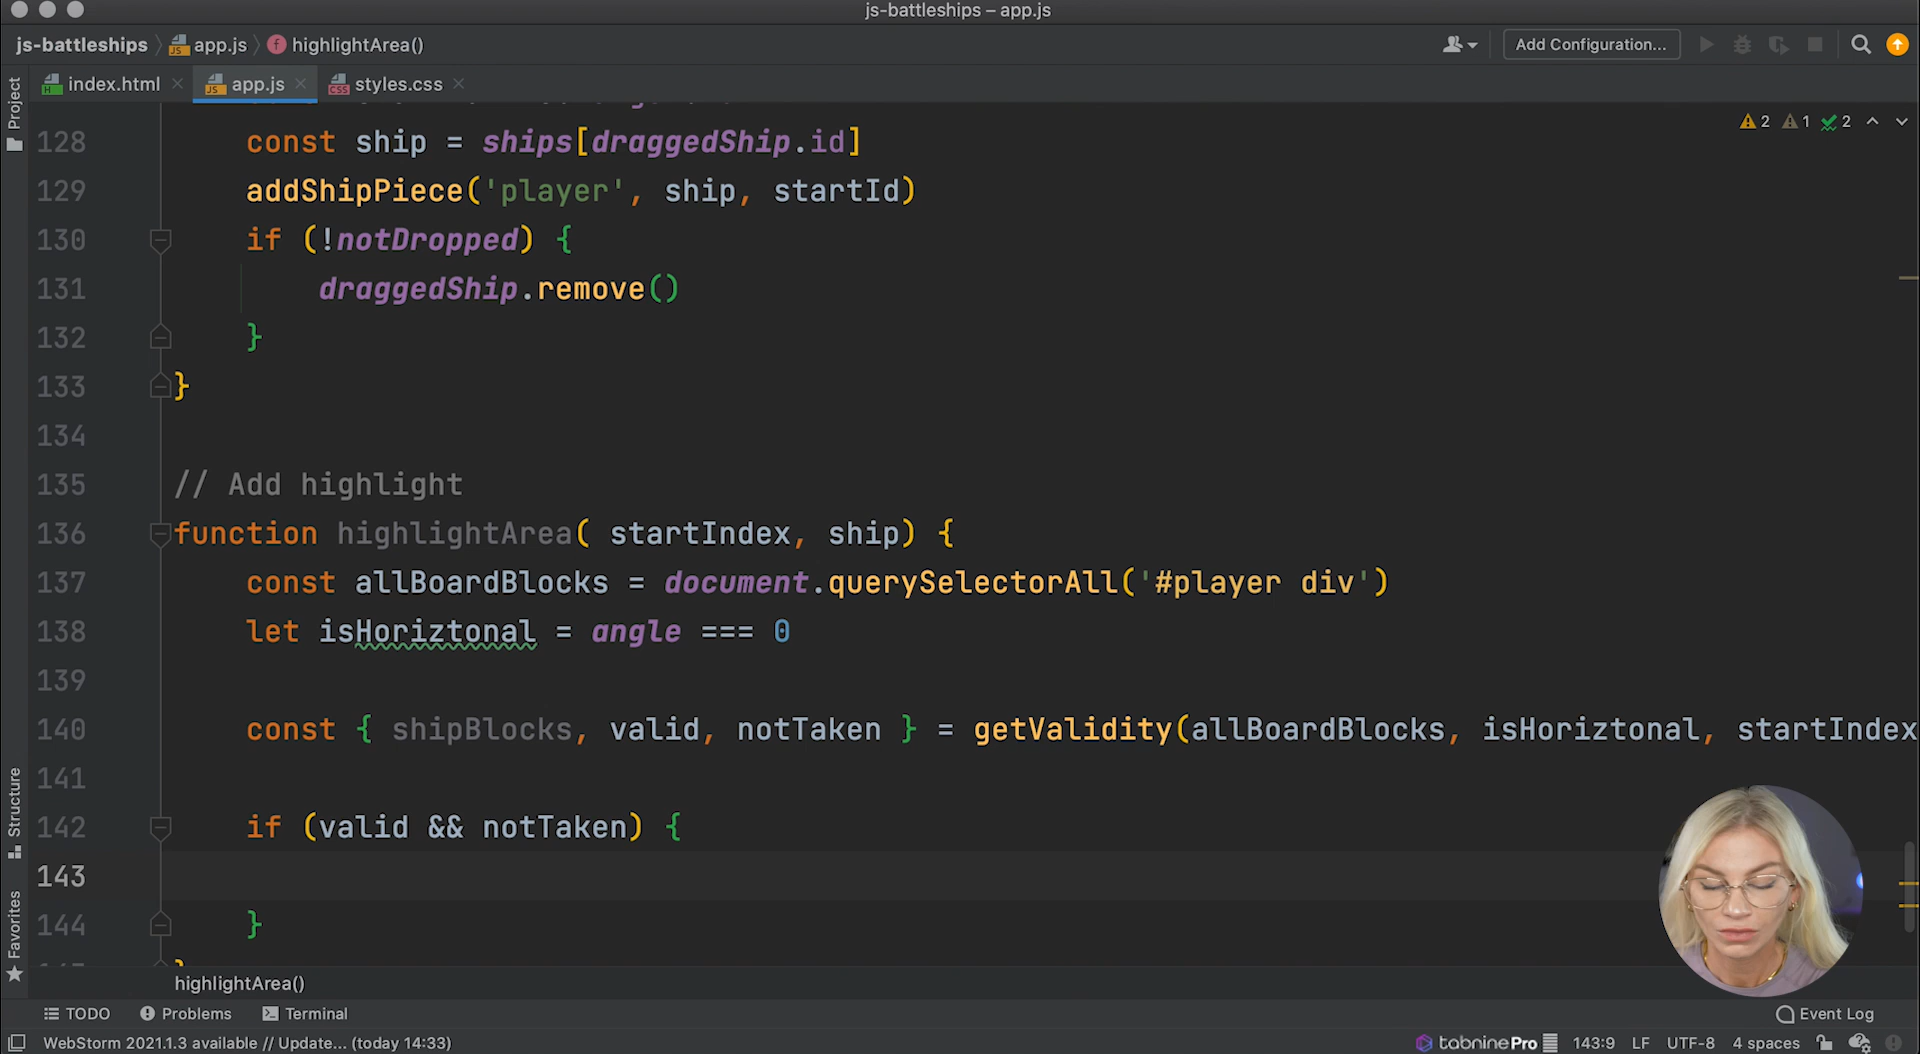 js-battleships – app.js
js-battleships app.js highlightArea()
Add Configuration...
index.html app.js styles.css
Project
2 1 2
128 const ship = ships[draggedShip.id]
129 addShipPiece('player', ship, startId)
130 if (!notDropped) {
131 draggedShip.remove()
132 }
133 }
134
135 // Add highlight
136 function highlightArea( startIndex, ship) {
137 const allBoardBlocks = document.querySelectorAll('#player div')
138 let isHoriztonal = angle === 0
139
140 const { shipBlocks, valid, notTaken } = getValidity(allBoardBlocks, isHoriztonal, startIndex
141
142 if (valid && notTaken) {
143
144 }
Structure
Favorites
highlightArea()
TODO Problems Terminal Event Log
WebStorm 2021.1.3 available // Update... (today 14:33) tabnine Pro 143:9 LF UTF-8 4 spaces